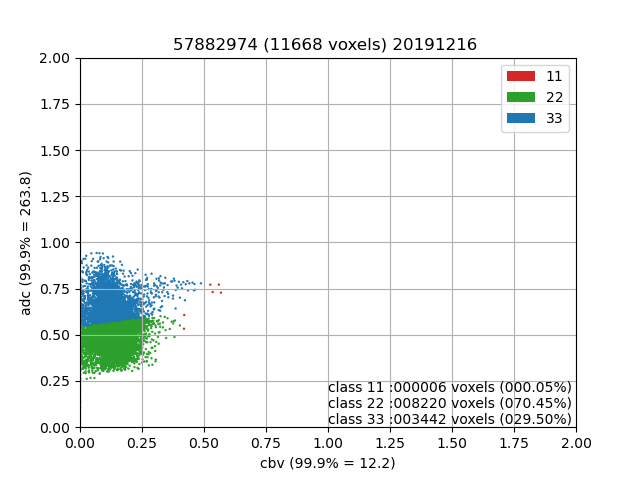 57882974 (11668 voxels) 20191216
2.00
1.75
1.50
1.25
1.00
0.75
0.50
0.25
0.00
adc (99.9% = 263.8)
11
22
33
class 11 :000006 voxels (000.05%)
class 22 :008220 voxels (070.45%)
class 33 :003442 voxels (029.50%)
0.00 0.25 0.50 0.75 1.00 1.25 1.50 1.75 2.00
cbv (99.9% = 12.2)